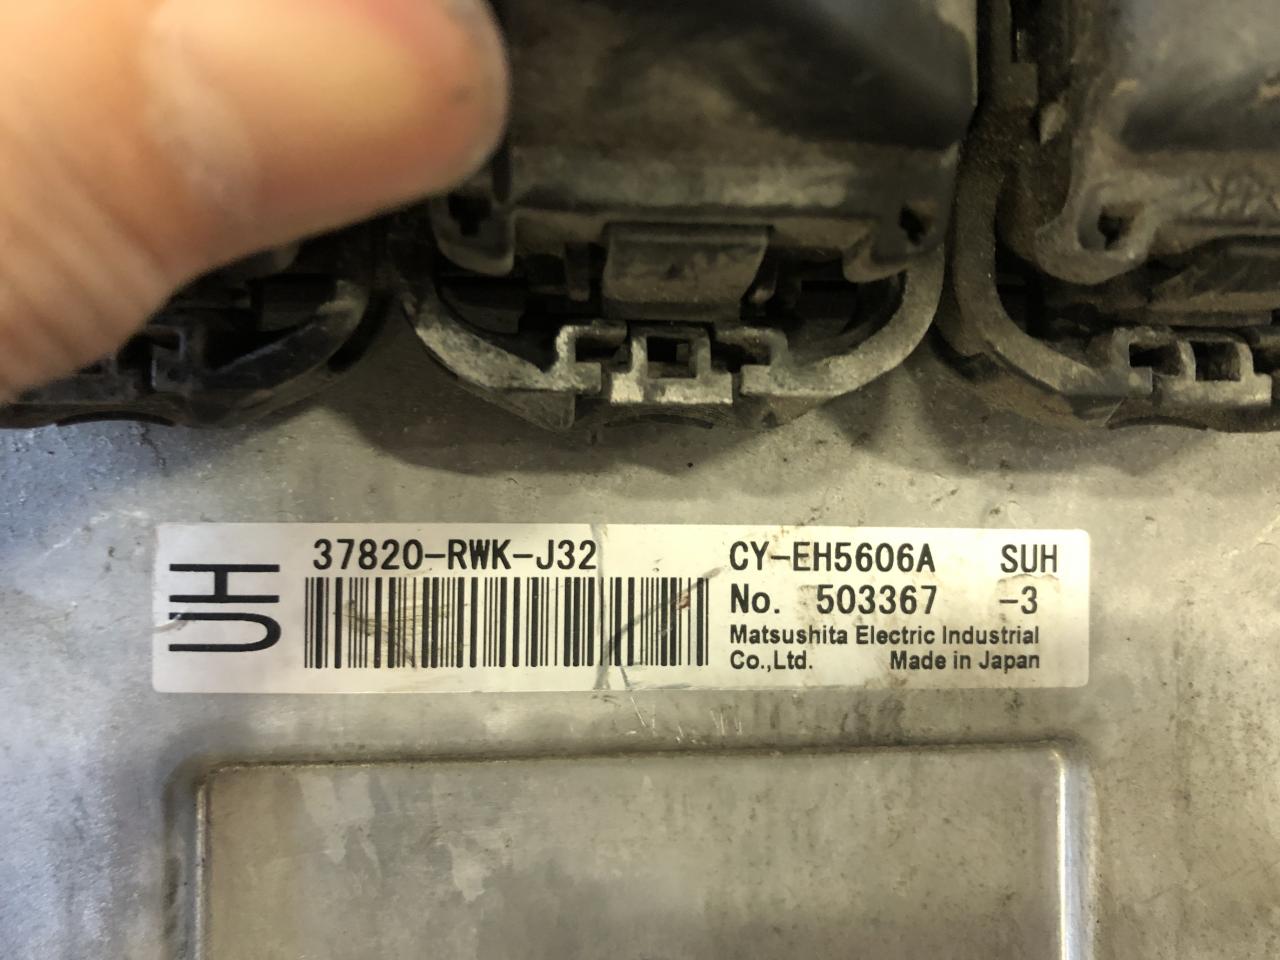 UH
37820-RWK-J32
CY-EH5606A SUH
No. 503367 -3
Matsushita Electric Industrial
Co.,Ltd. Made in Japan